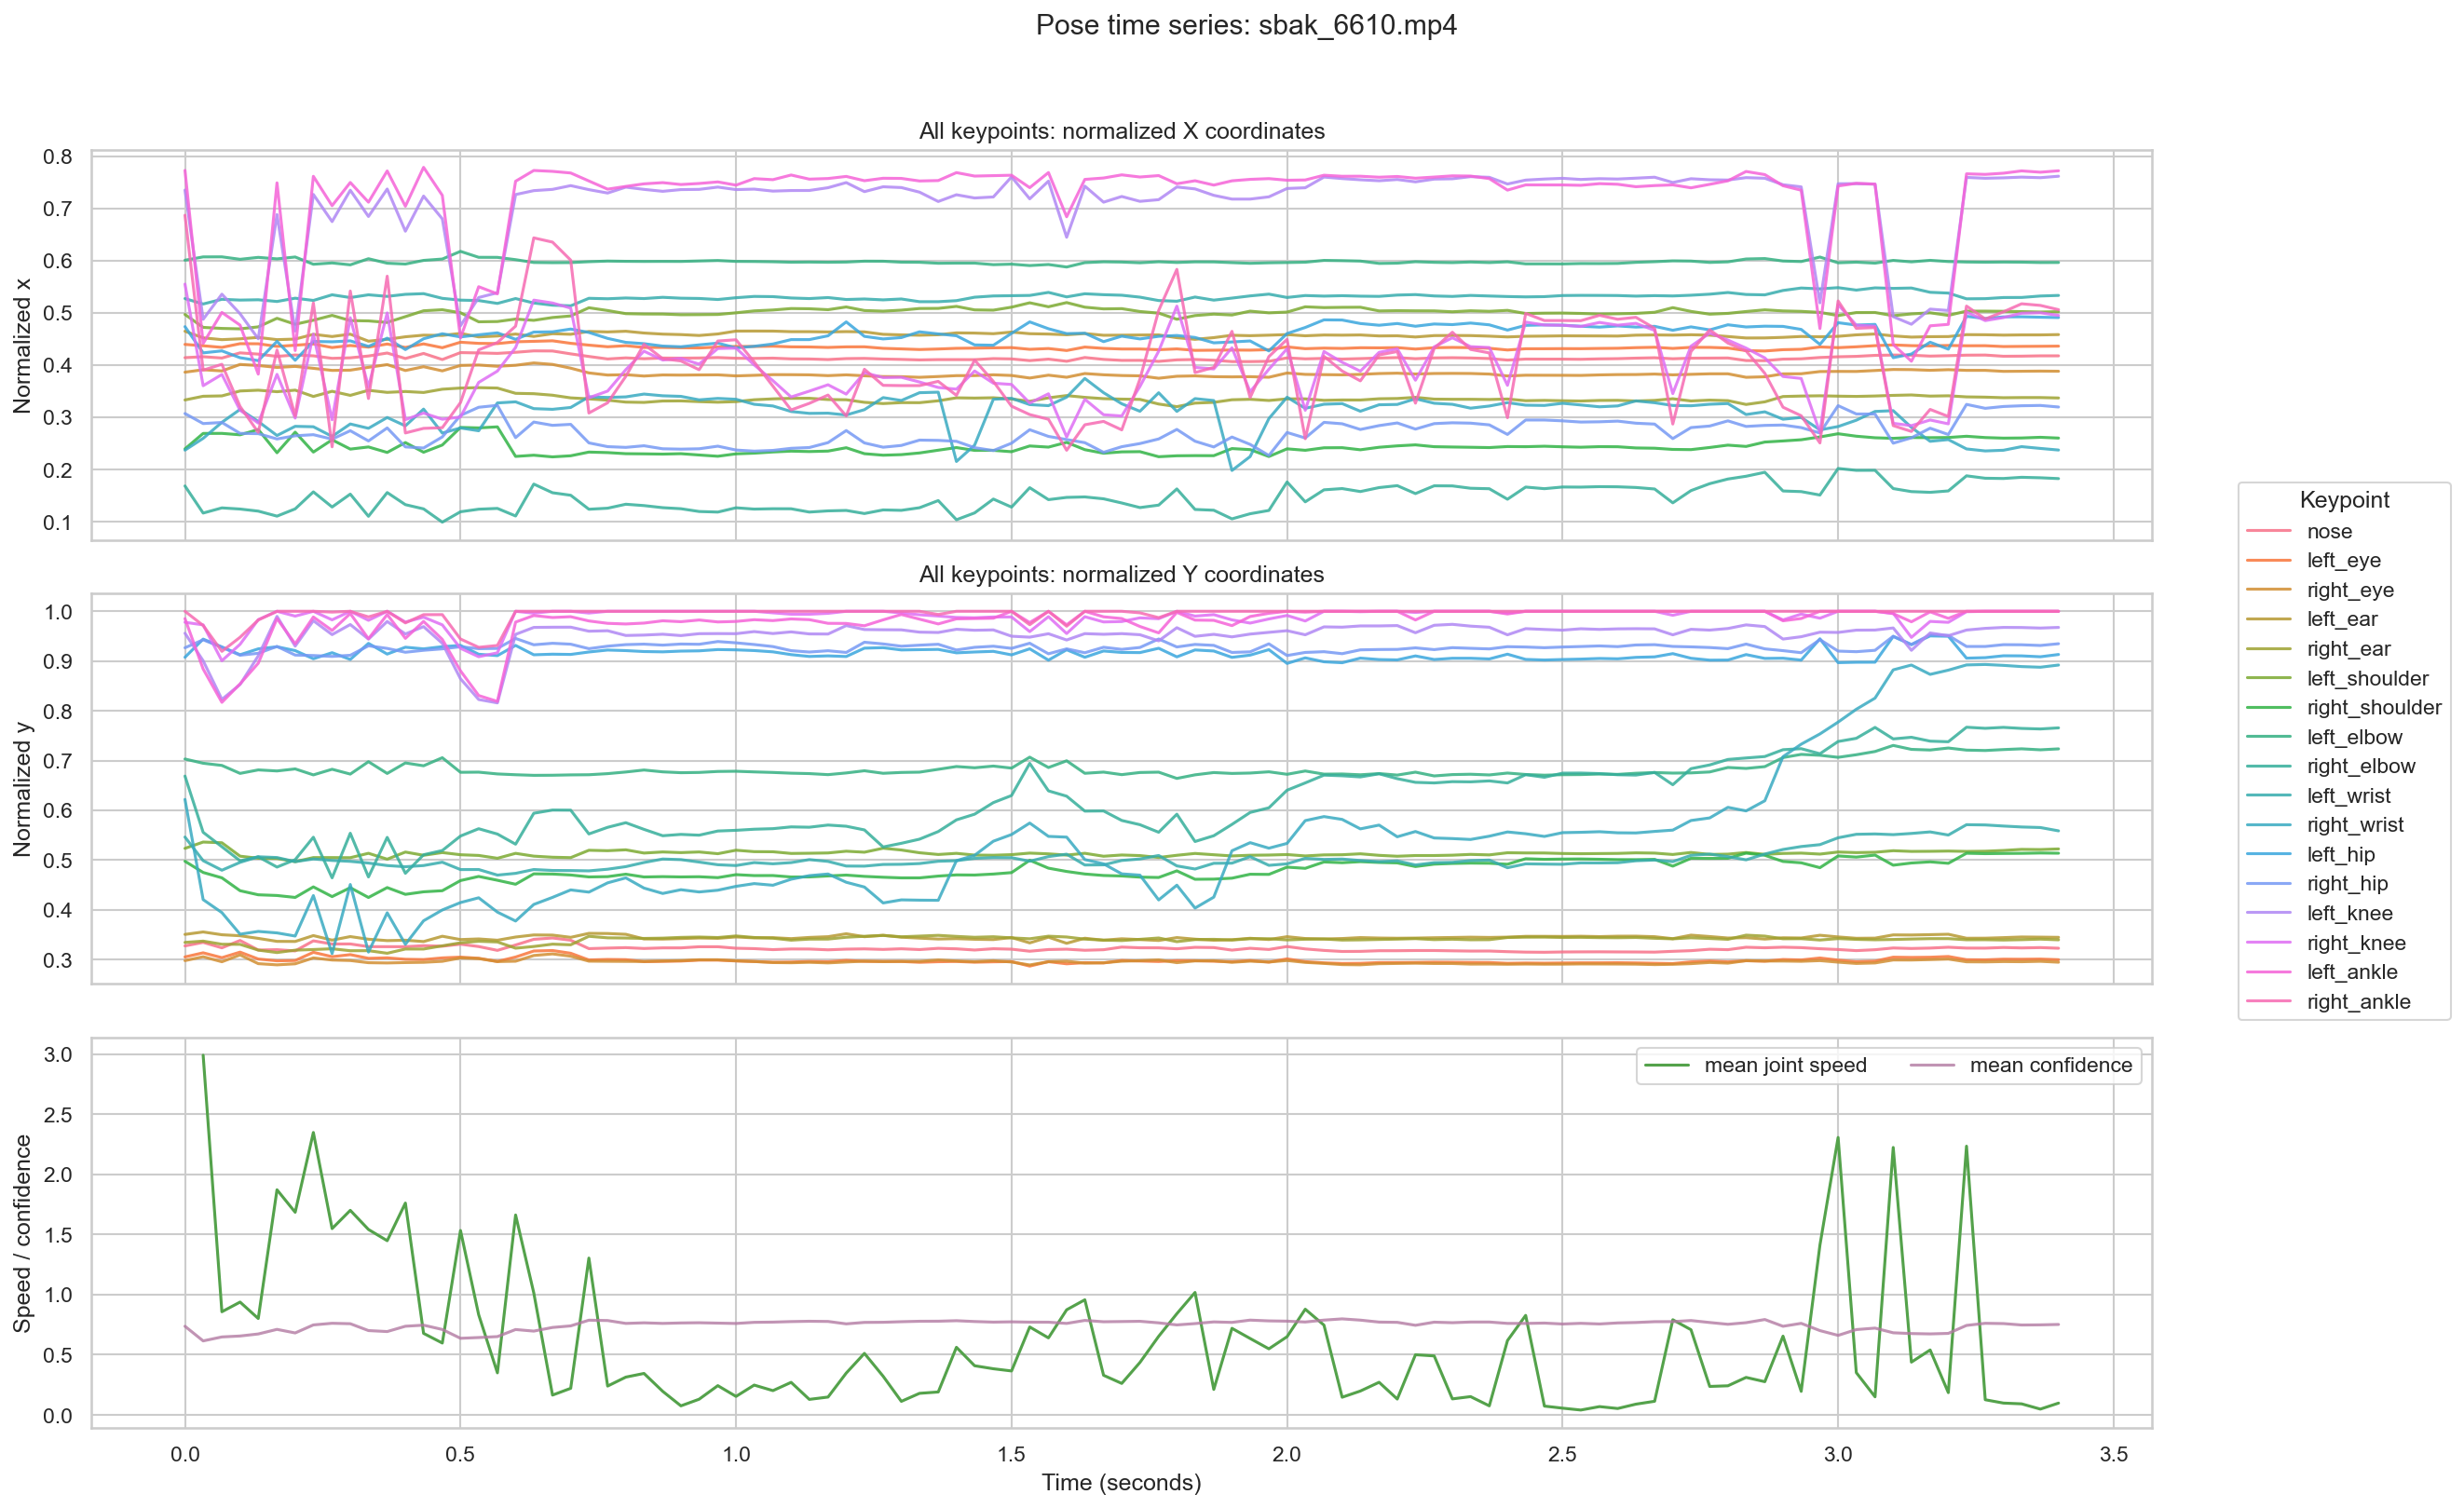 Pose time series: sbak_6610.mp4
All keypoints: normalized X coordinates
Normalized x
0.8
0.7
0.6
0.5
0.4
0.3
0.2
0.1
All keypoints: normalized Y coordinates
Normalized y
1.0
0.9
0.8
0.7
0.6
0.5
0.4
0.3
Keypoint
nose
left_eye
right_eye
left_ear
right_ear
left_shoulder
right_shoulder
left_elbow
right_elbow
left_wrist
right_wrist
left_hip
right_hip
left_knee
right_knee
left_ankle
right_ankle
Speed / confidence
3.0
2.5
2.0
1.5
1.0
0.5
0.0
mean joint speed mean confidence
0.0 0.5 1.0 1.5 2.0 2.5 3.0 3.5
Time (seconds)